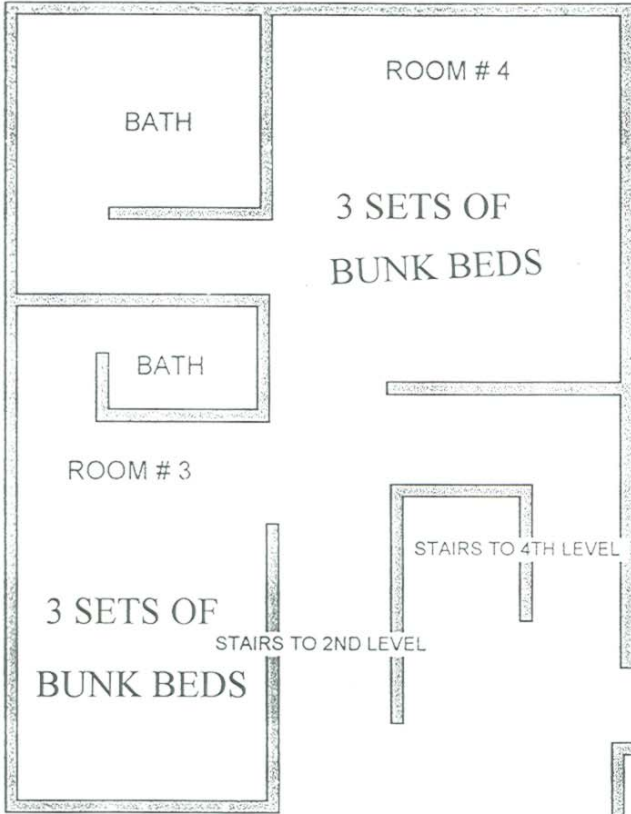 ROOM # 4
BATH
3 SETS OF
BUNK BEDS
BATH
ROOM # 3
STAIRS TO 4TH LEVEL
3 SETS OF
STAIRS TO 2ND LEVEL
BUNK BEDS